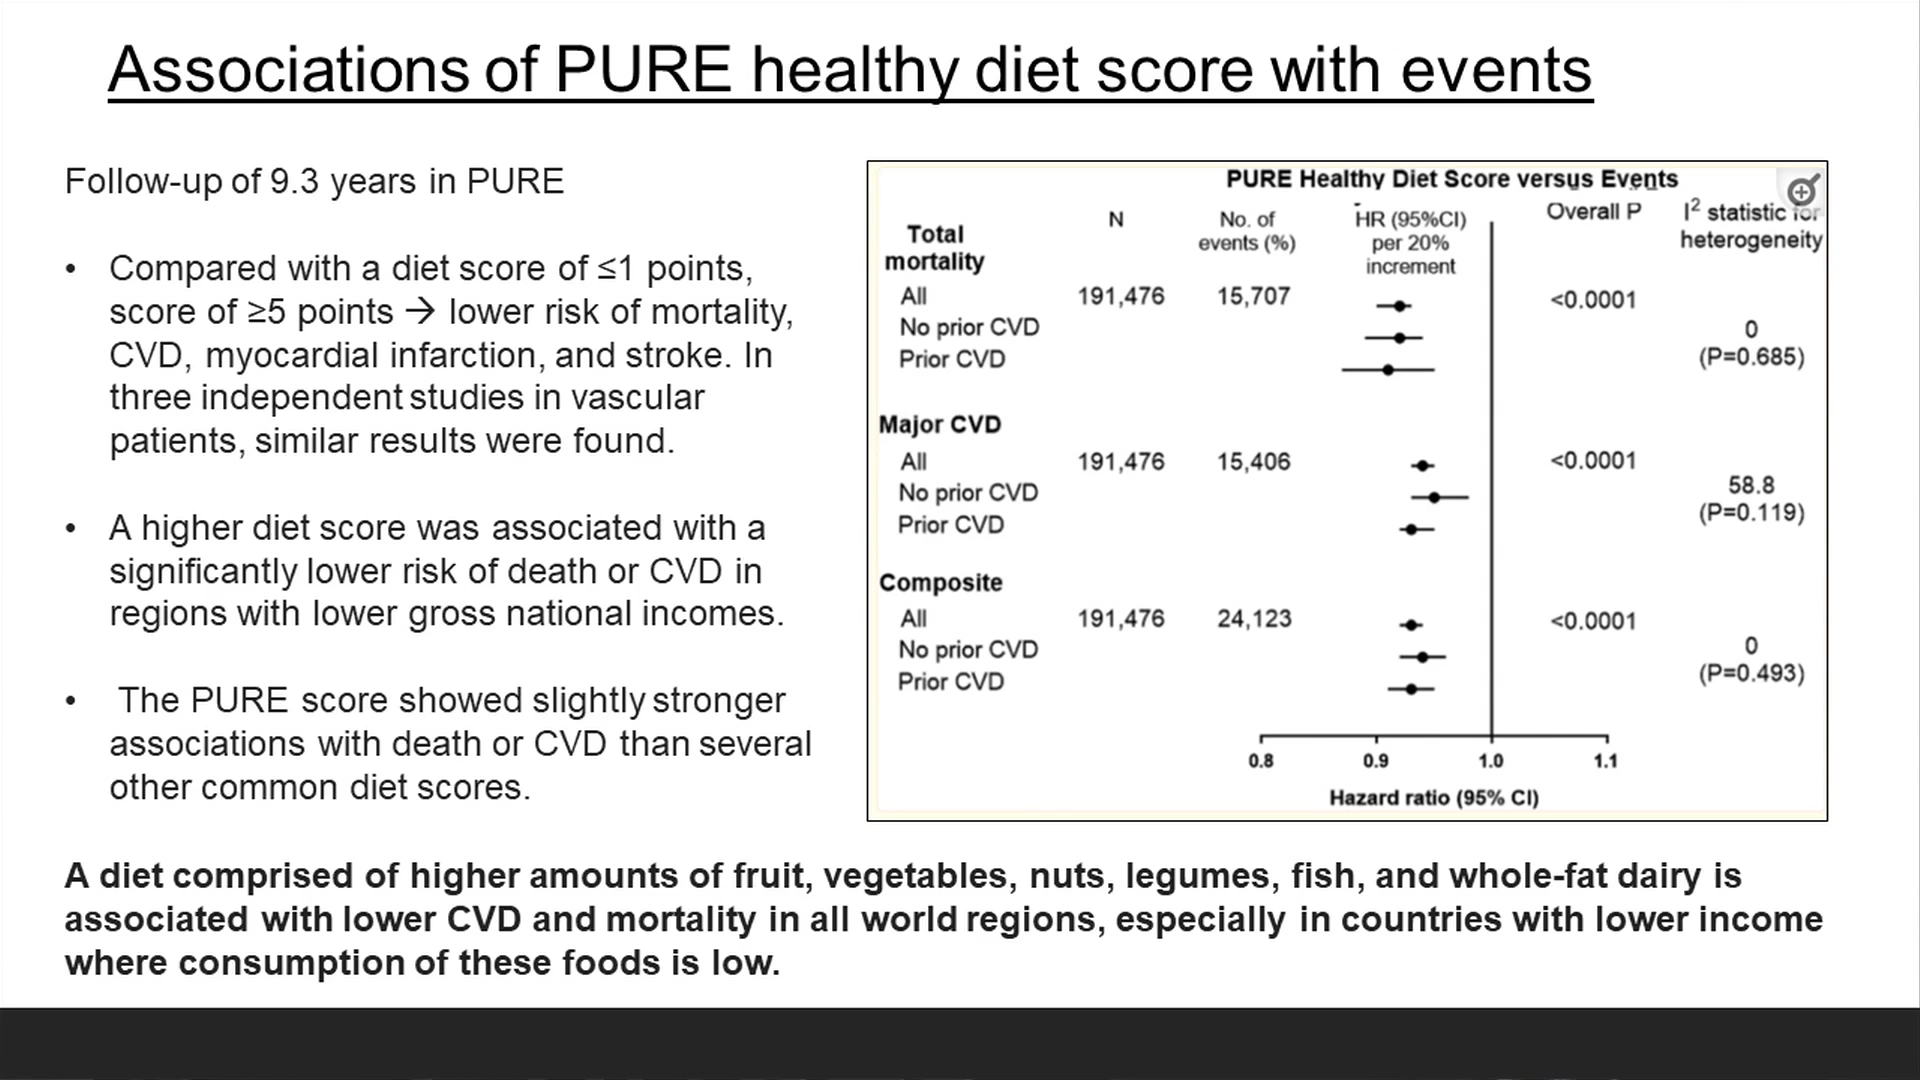 Associations of PURE healthy diet score with events
Follow-up of 9.3 years in PURE
• Compared with a diet score of ≤1 points,
score of ≥5 points → lower risk of mortality,
CVD, myocardial infarction, and stroke. In
three independent studies in vascular
patients, similar results were found.
• A higher diet score was associated with a
significantly lower risk of death or CVD in
regions with lower gross national incomes.
• The PURE score showed slightly stronger
associations with death or CVD than several
other common diet scores.
PURE Healthy Diet Score versus Events
N No. of HR (95%CI) Overall P I² statistic for
events (%) per 20% heterogeneity
increment
Total
mortality
All 191,476 15,707 <0.0001
No prior CVD 0
Prior CVD (P=0.685)
Major CVD
All 191,476 15,406 <0.0001
No prior CVD 58.8
Prior CVD (P=0.119)
Composite
All 191,476 24,123 <0.0001
No prior CVD 0
Prior CVD (P=0.493)
0.8 0.9 1.0 1.1
Hazard ratio (95% CI)
A diet comprised of higher amounts of fruit, vegetables, nuts, legumes, fish, and whole-fat dairy is
associated with lower CVD and mortality in all world regions, especially in countries with lower income
where consumption of these foods is low.